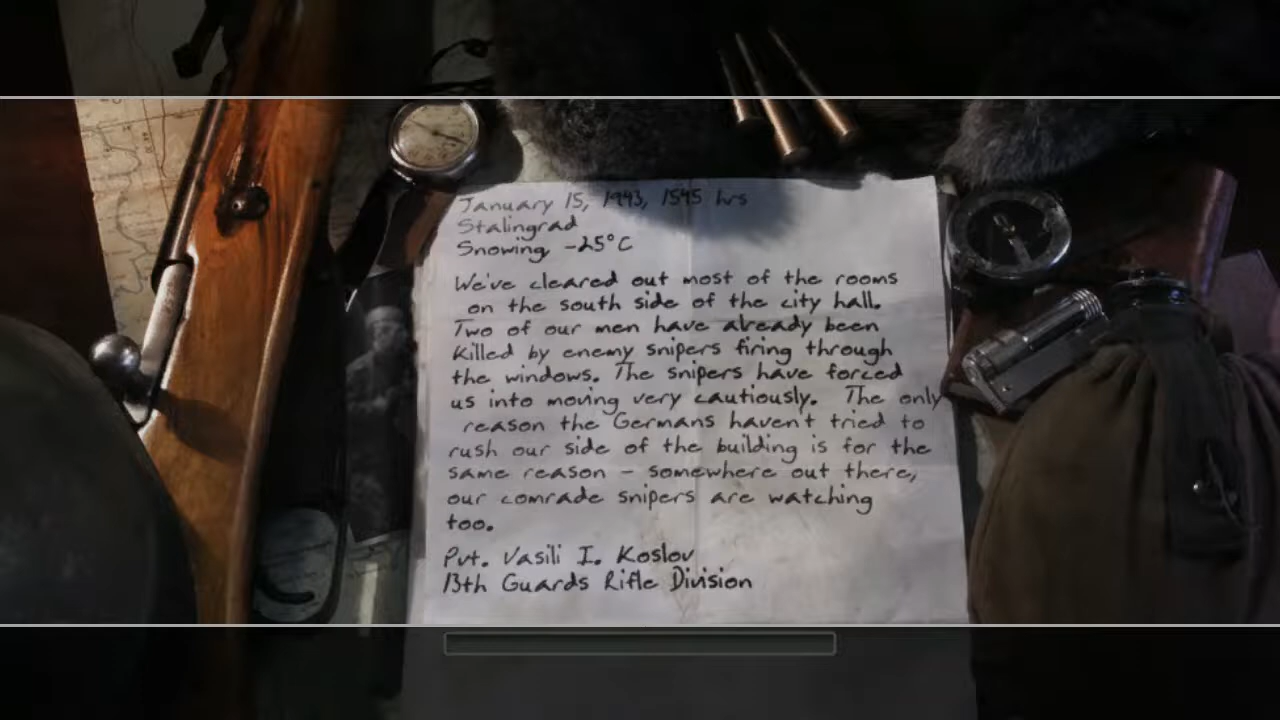 January 15, 1943, 1545 hrs
Stalingrad
Snowing -25°C
We've cleared out most of the rooms
on the south side of the city hall.
Two of our men have already been
killed by enemy snipers firing through
the windows. The snipers have forced
us into moving very cautiously. The only
reason the Germans haven't tried to
rush our side of the building is for the
same reason - somewhere out there,
our comrade snipers are watching
too.
Pvt. Vasili I. Koslov
13th Guards Rifle Division